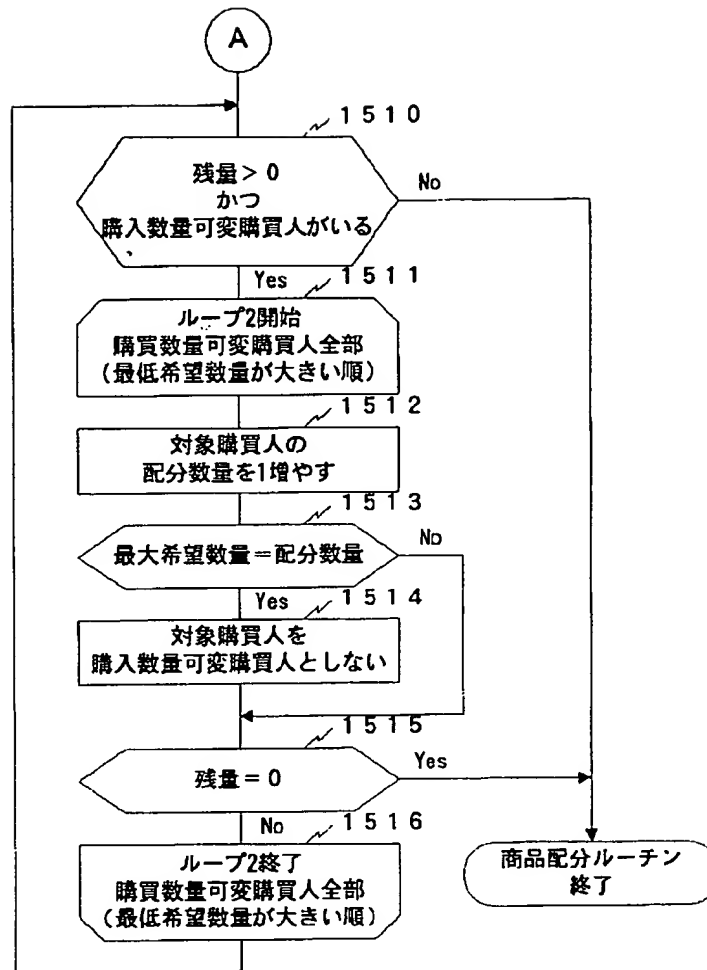 A
1510
残量>0
かつ
購入数量可変購買人がいる
No
Yes
1511
ループ2開始
購買数量可変購買人全部
(最低希望数量が大きい順)
1512
対象購買人の
配分数量を1増やす
1513
最大希望数量=配分数量
No
Yes
1514
対象購買人を
購入数量可変購買人としない
1515
残量=0
Yes
No
1516
ループ2終了
購買数量可変購買人全部
(最低希望数量が大きい順)
商品配分ルーチン
終了